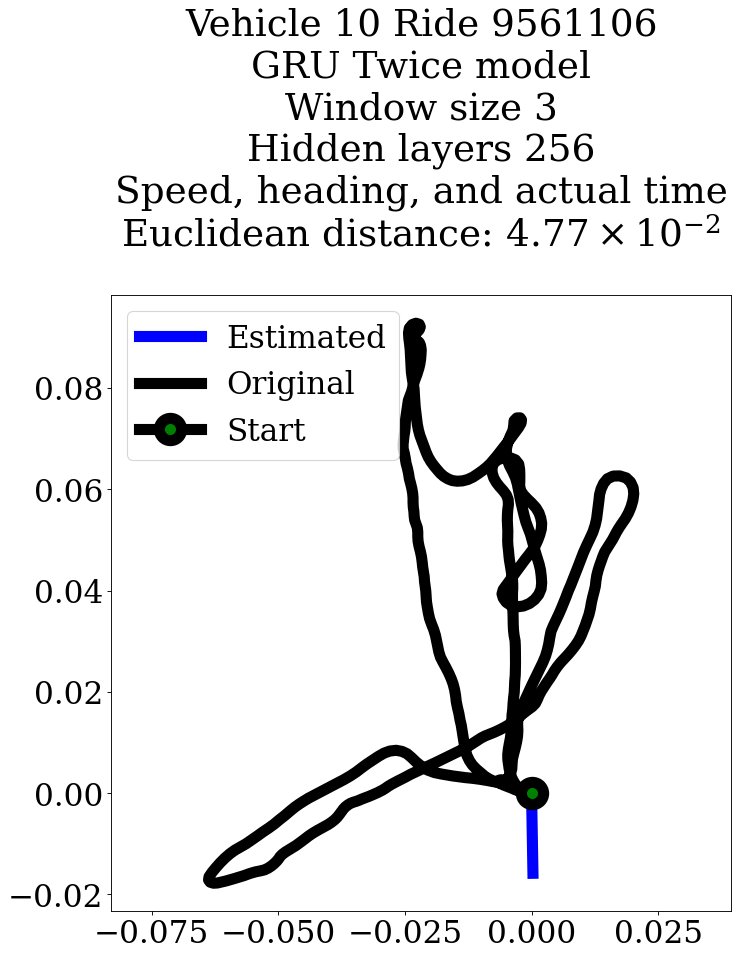 Vehicle 10 Ride 9561106
GRU Twice model
Window size 3
Hidden layers 256
Speed, heading, and actual time
Euclidean distance: 4.77 × 10⁻²
Estimated
Original
Start
0.08
0.06
0.04
0.02
0.00
−0.02
−0.075 −0.050 −0.025 0.000 0.025